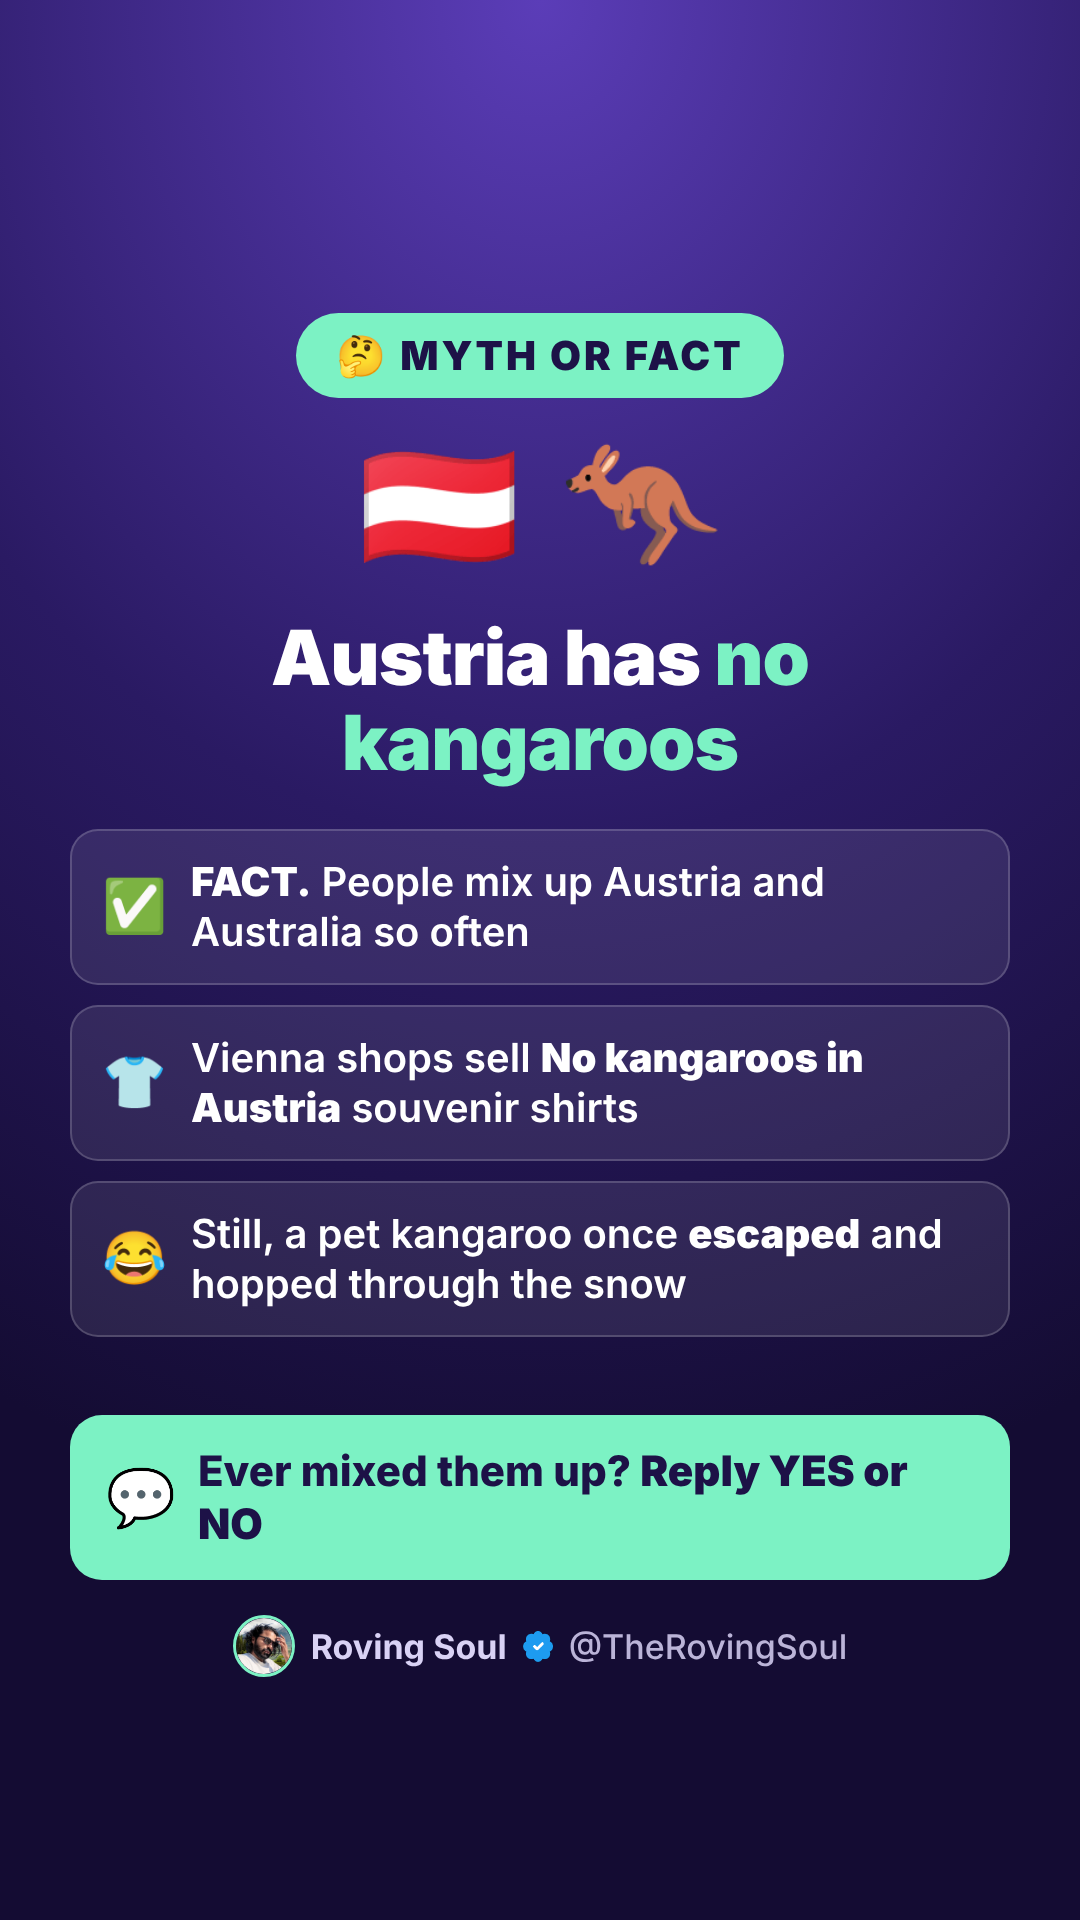 🤔 MYTH OR FACT
Austria has no
kangaroos
FACT. People mix up Austria and
Australia so often
Vienna shops sell No kangaroos in
Austria souvenir shirts
Still, a pet kangaroo once escaped and
hopped through the snow
Ever mixed them up? Reply YES or
NO
Roving Soul @TheRovingSoul